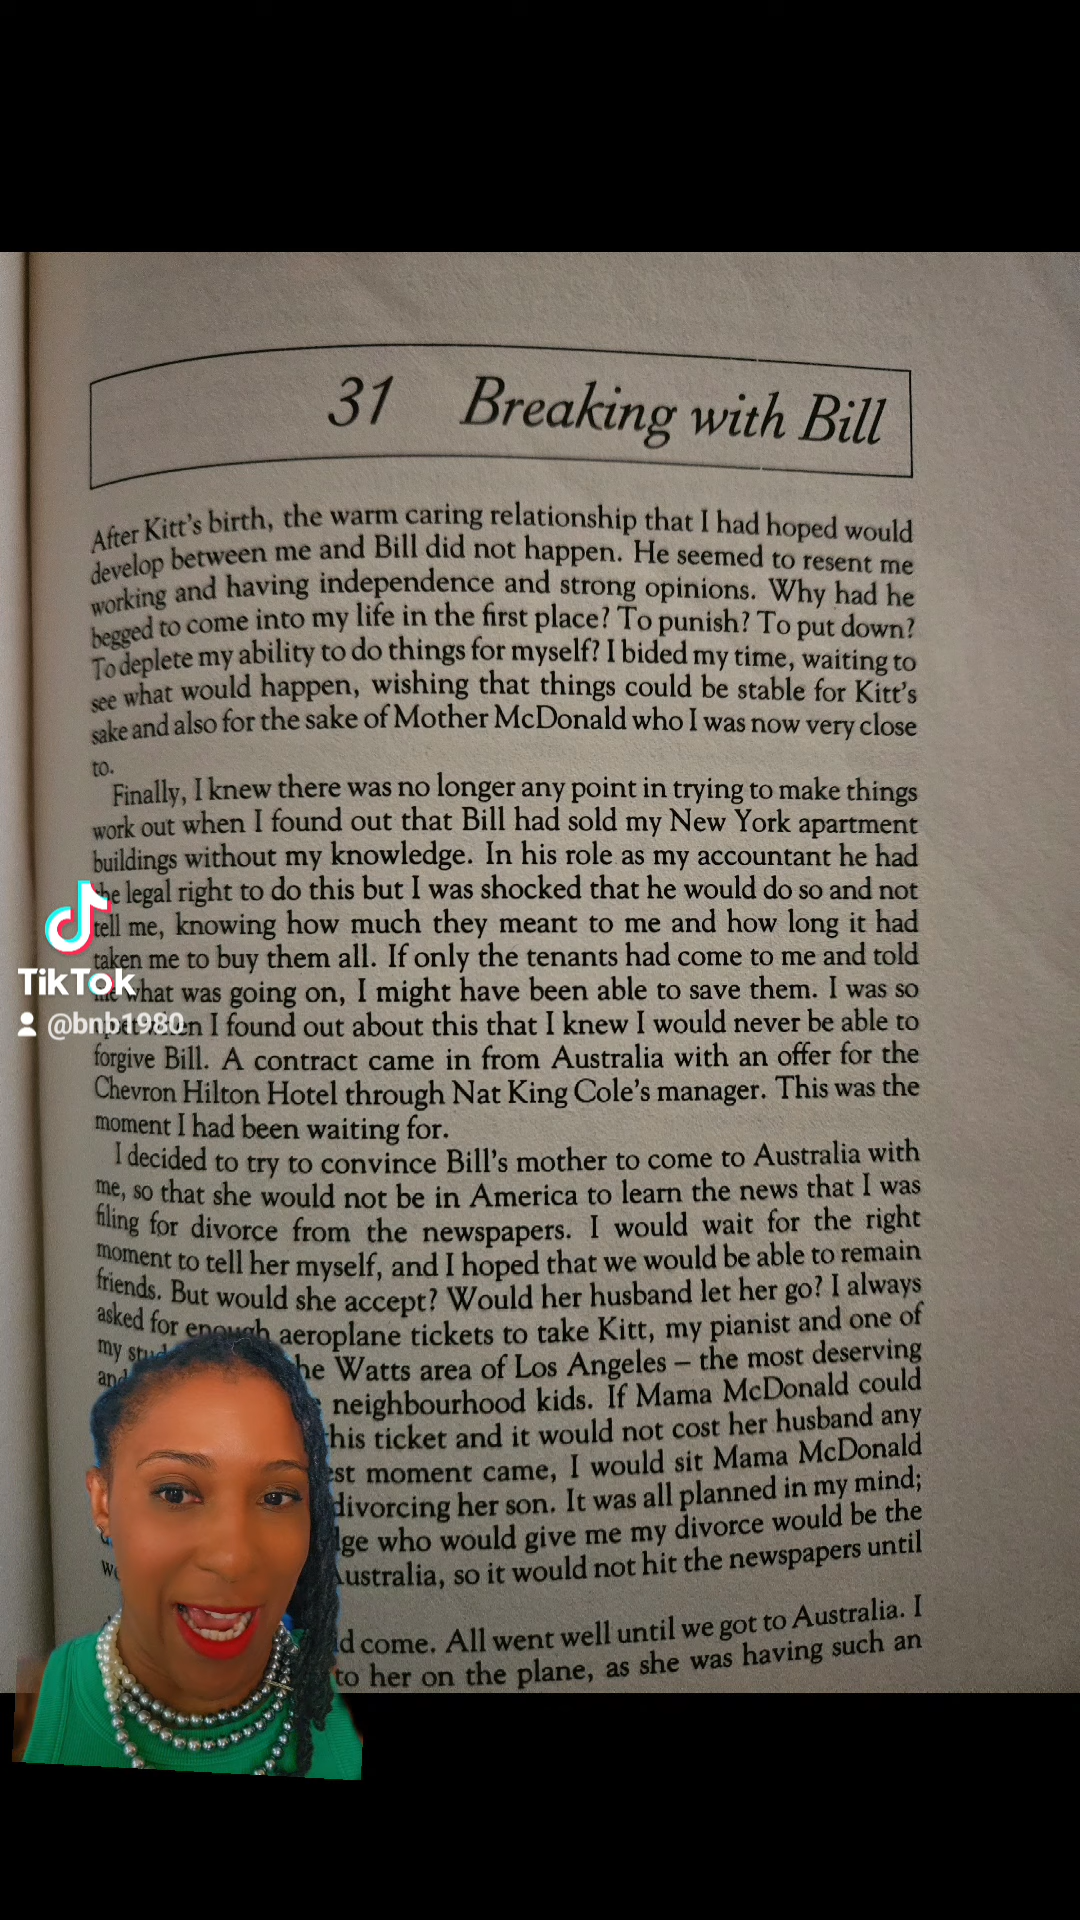 31 Breaking with Bill
After Kitt's birth, the warm caring relationship that I had hoped would
develop between me and Bill did not happen. He seemed to resent me
working and having independence and strong opinions. Why had he
begged to come into my life in the first place? To punish? To put down?
To deplete my ability to do things for myself? I bided my time, waiting to
see what would happen, wishing that things could be stable for Kitt's
sake and also for the sake of Mother McDonald who I was now very close
to.
Finally, I knew there was no longer any point in trying to make things
work out when I found out that Bill had sold my New York apartment
buildings without my knowledge. In his role as my accountant he had
the legal right to do this but I was shocked that he would do so and not
tell me, knowing how much they meant to me and how long it had
taken me to buy them all. If only the tenants had come to me and told
me what was going on, I might have been able to save them. I was so
I found out about this that I knew I would never be able to
forgive Bill. A contract came in from Australia with an offer for the
Chevron Hilton Hotel through Nat King Cole's manager. This was the
moment I had been waiting for.
I decided to try to convince Bill's mother to come to Australia with
me, so that she would not be in America to learn the news that I was
filing for divorce from the newspapers. I would wait for the right
moment to tell her myself, and I hoped that we would be able to remain
friends. But would she accept? Would her husband let her go? I always
asked for enough aeroplane tickets to take Kitt, my pianist and one of
my Watts area of Los Angeles – the most deserving
and neighbourhood kids. If Mama McDonald could
this ticket and it would not cost her husband any
moment came, I would sit Mama McDonald
divorcing her son. It was all planned in my mind;
who would give me my divorce would be the
Australia, so it would not hit the newspapers until
come. All went well until we got to Australia. I
to her on the plane, as she was having such an
TikTok
@bnb1980